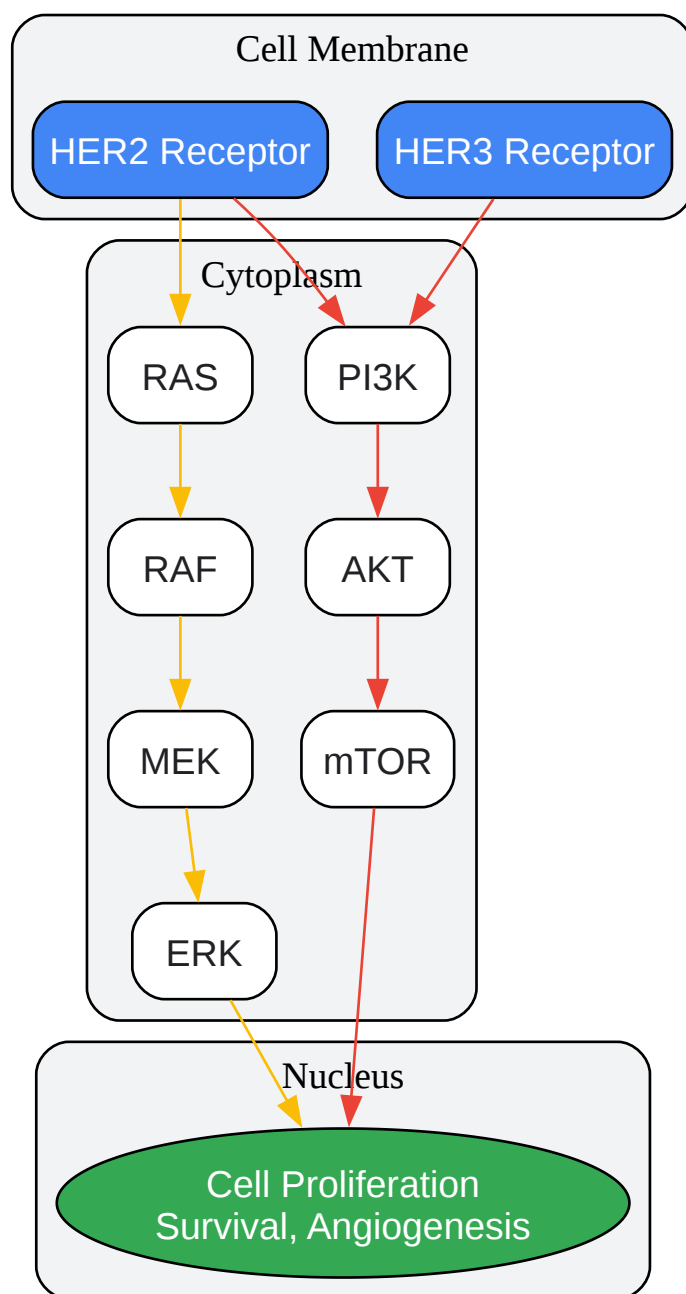 Cell Membrane
HER2 Receptor
HER3 Receptor
Cytoplasm
RAS
PI3K
RAF
AKT
MEK
mTOR
ERK
Nucleus
Cell Proliferation
Survival, Angiogenesis